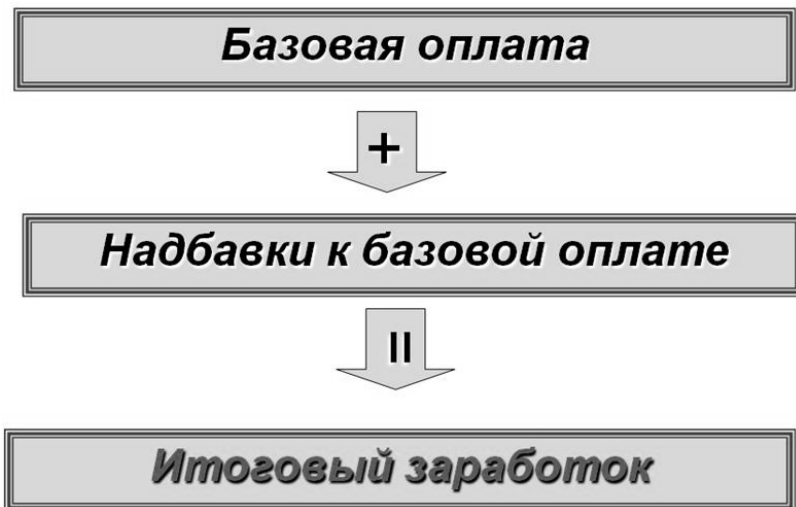 Базовая оплата
+
Надбавки к базовой оплате
=
Итоговый заработок